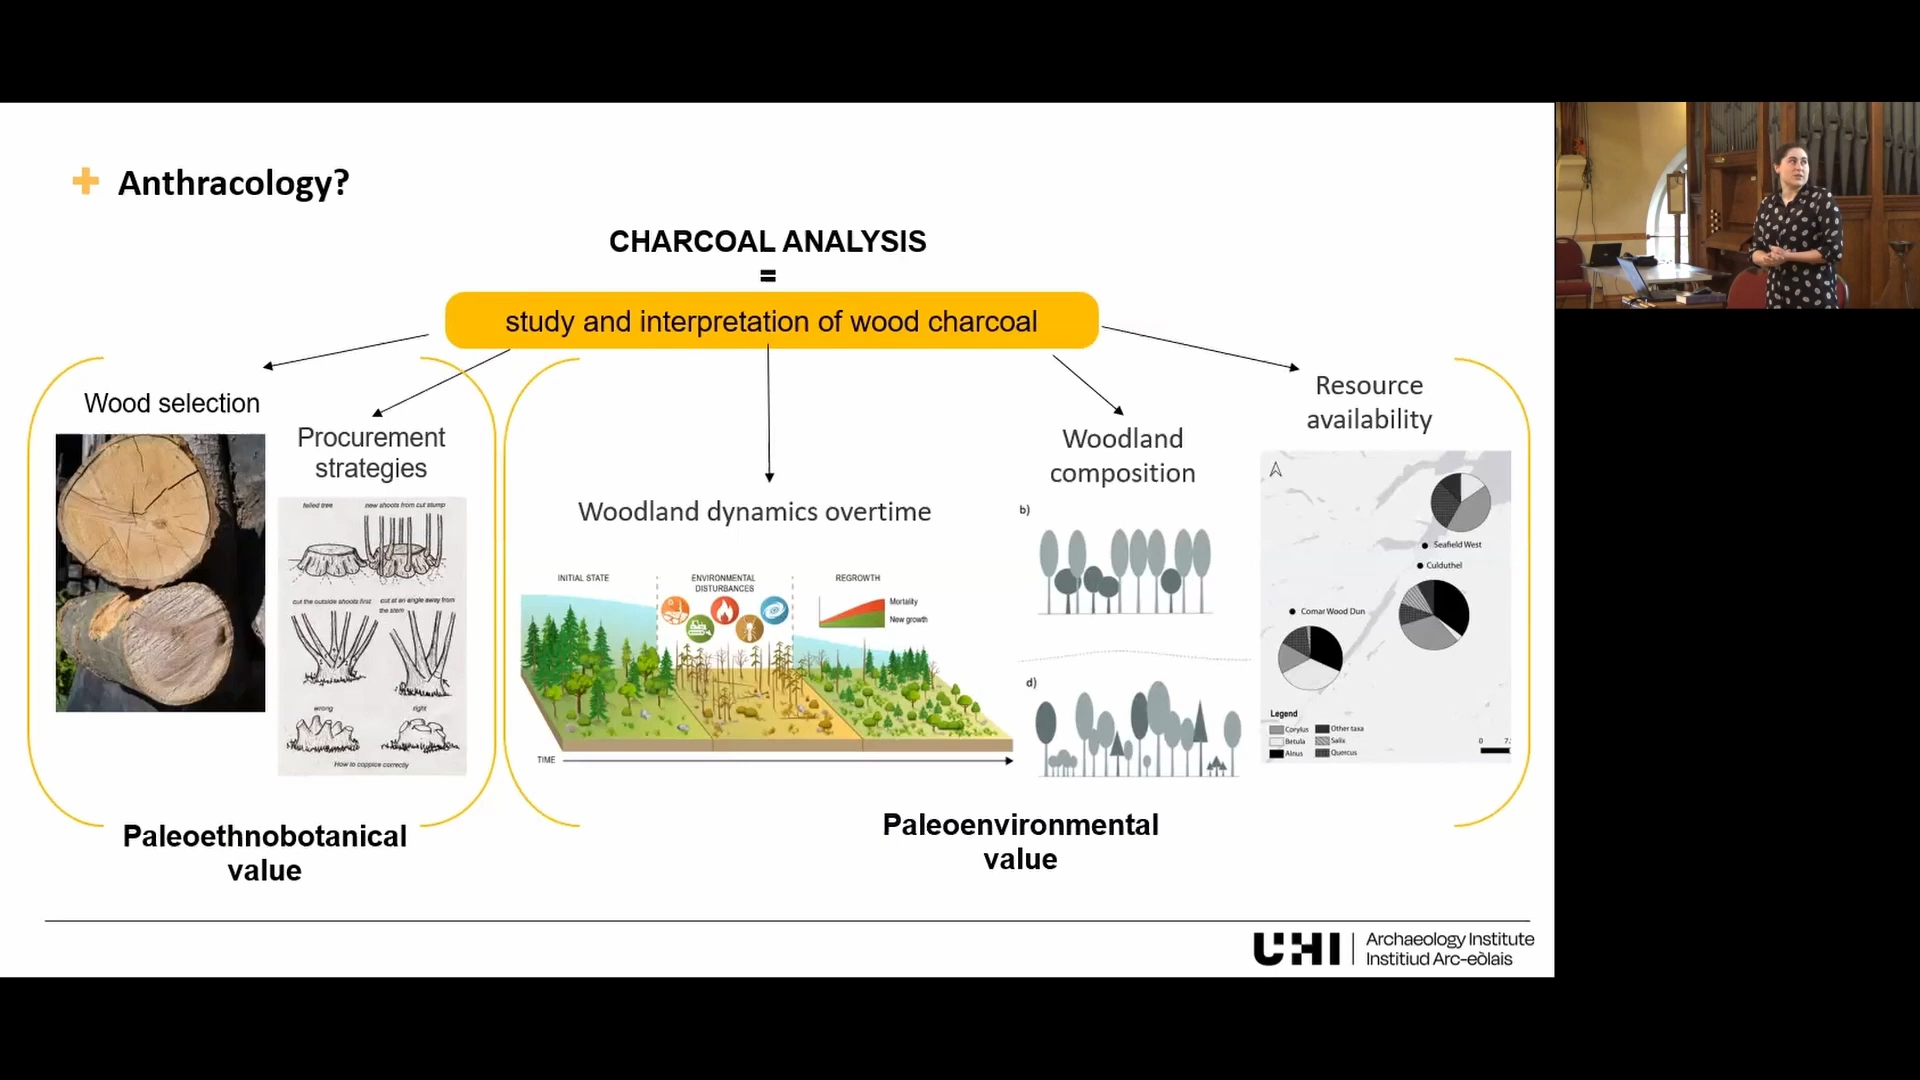 Anthracology?
CHARCOAL ANALYSIS
=
study and interpretation of wood charcoal
Wood selection
Procurement
strategies
felled tree
new shoots from cut stump
cut the outside shoots first
cut at an angle away from
the stem
wrong
right
How to coppice correctly
Paleoethnobotanical
value
Woodland dynamics overtime
INITIAL STATE
ENVIRONMENTAL
DISTURBANCES
REGROWTH
Mortality
New growth
TIME
Woodland
composition
b)
d)
Resource
availability
Seafield West
Culduthel
Comar Wood Dun
Legend
Corylus
Betula
Alnus
Other taxa
Salix
Quercus
0
Paleoenvironmental
value
UHI
Archaeology Institute
Institiud Arc-eòlais